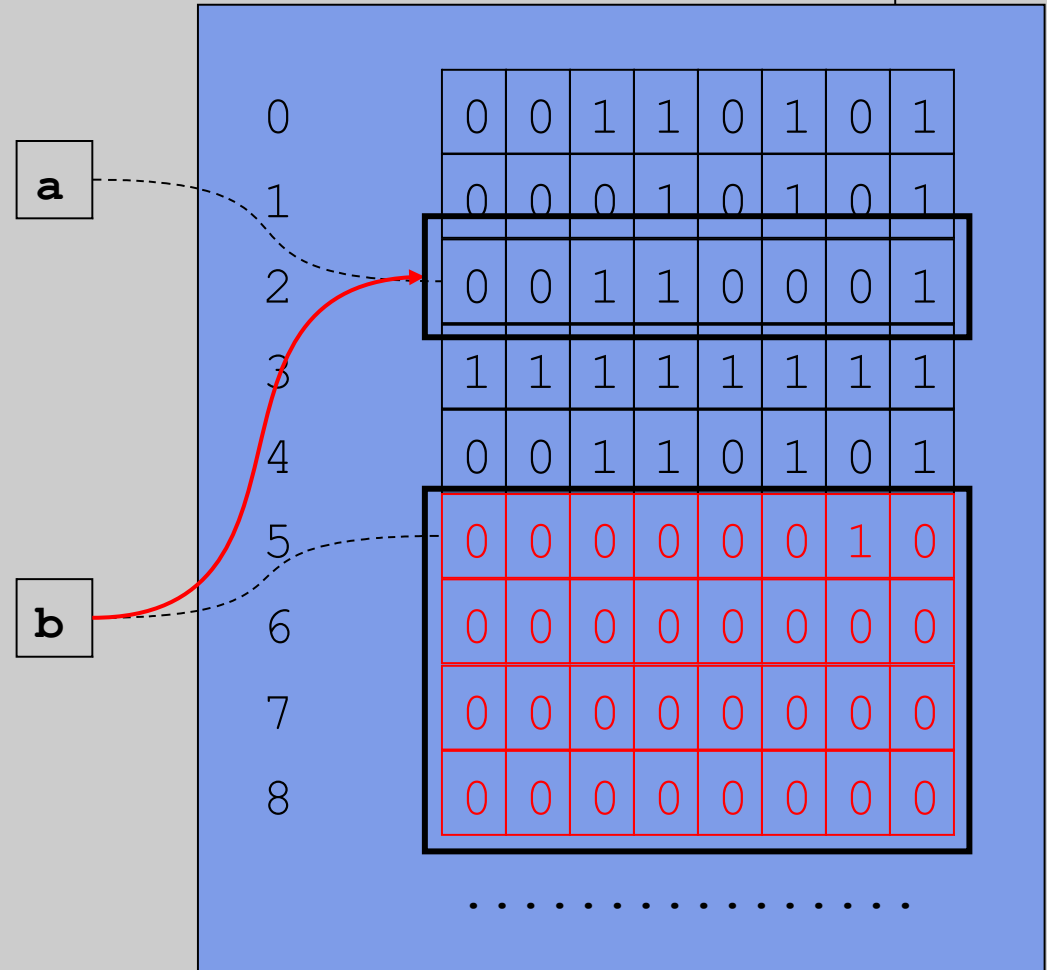 0 0 0 1 1 0 1 0 1
a
1 0 0 0 1 0 1 0 1
2 0 0 1 1 0 0 0 1
3 1 1 1 1 1 1 1 1
4 0 0 1 1 0 1 0 1
5 0 0 0 0 0 0 1 0
b
6 0 0 0 0 0 0 0 0
7 0 0 0 0 0 0 0 0
8 0 0 0 0 0 0 0 0
. . . . . . . . . . . . . . . .